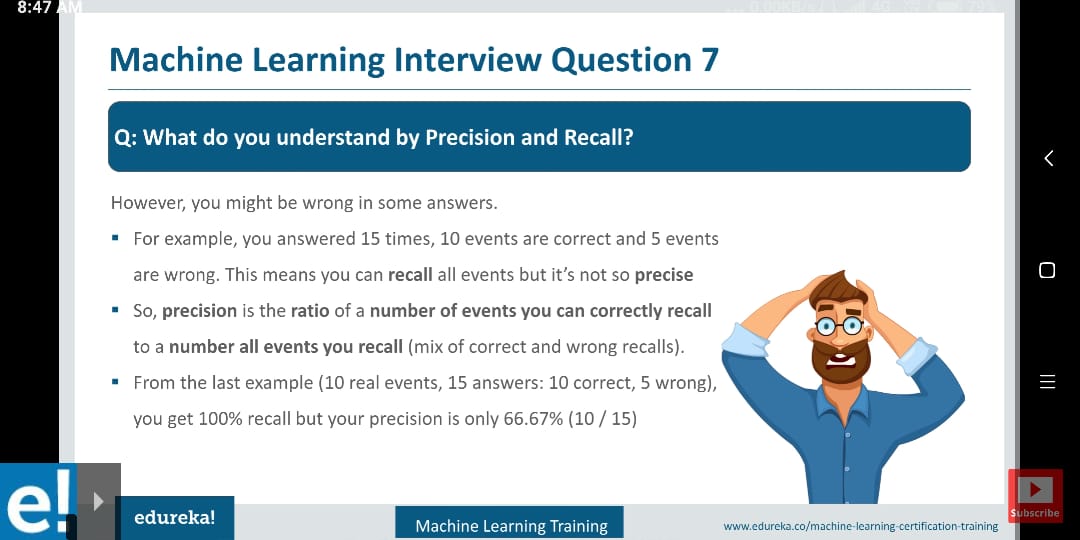 8:47 AM
Machine Learning Interview Question 7
Q: What do you understand by Precision and Recall?
However, you might be wrong in some answers.
▪ For example, you answered 15 times, 10 events are correct and 5 events
are wrong. This means you can recall all events but it's not so precise
▪ So, precision is the ratio of a number of events you can correctly recall
to a number all events you recall (mix of correct and wrong recalls).
▪ From the last example (10 real events, 15 answers: 10 correct, 5 wrong),
you get 100% recall but your precision is only 66.67% (10 / 15)
e!
edureka!
Machine Learning Training
www.edureka.co/machine-learning-certification-training
Subscribe